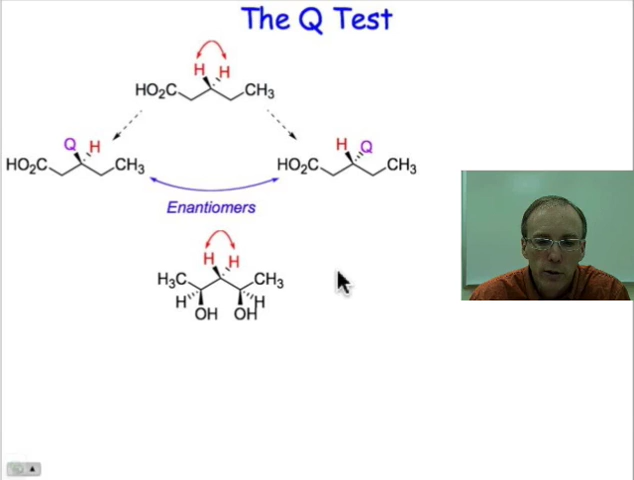 The Q Test
H H
HO₂C CH₃
Q H
HO₂C CH₃
H Q
HO₂C CH₃
Enantiomers
H H
H₃C CH₃
H H
OH OH